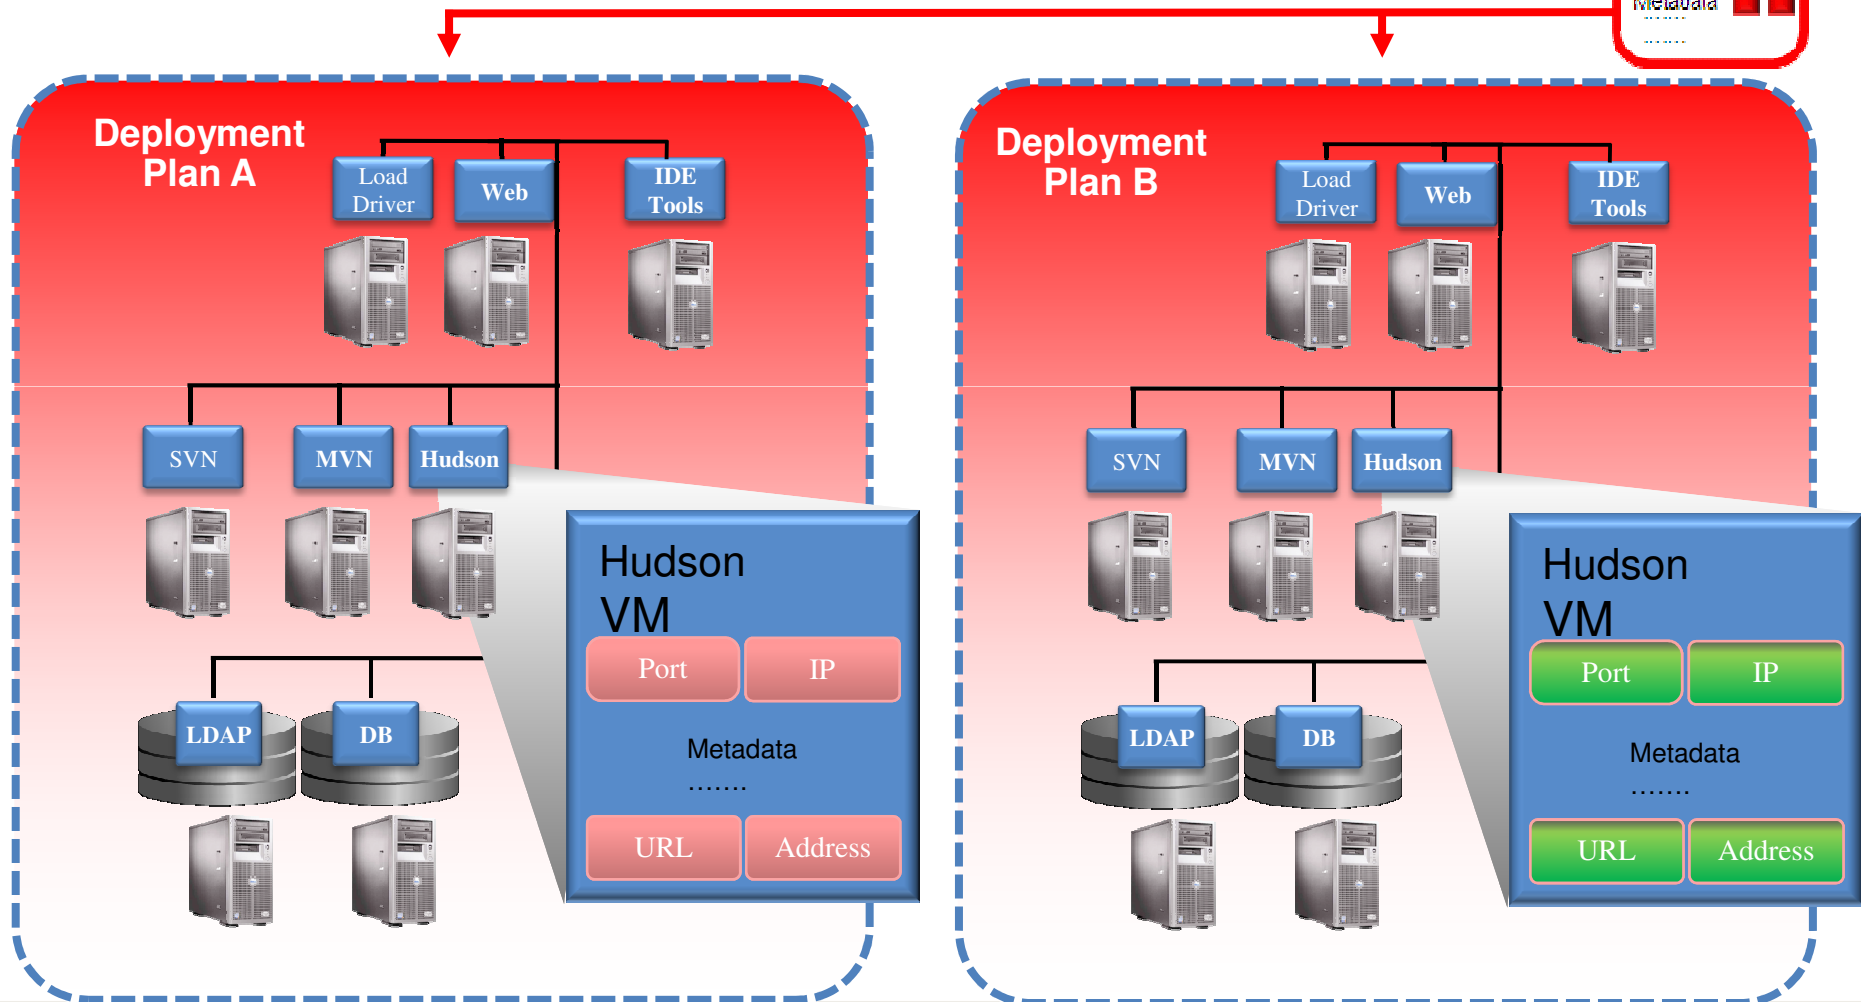 Metadata
.......
.......
Deployment
Plan A
Load
Driver
Web
IDE
Tools
SVN
MVN
Hudson
Hudson
VM
Port
IP
Metadata
.......
URL
Address
LDAP
DB
Deployment
Plan B
Load
Driver
Web
IDE
Tools
SVN
MVN
Hudson
Hudson
VM
Port
IP
Metadata
.......
URL
Address
LDAP
DB